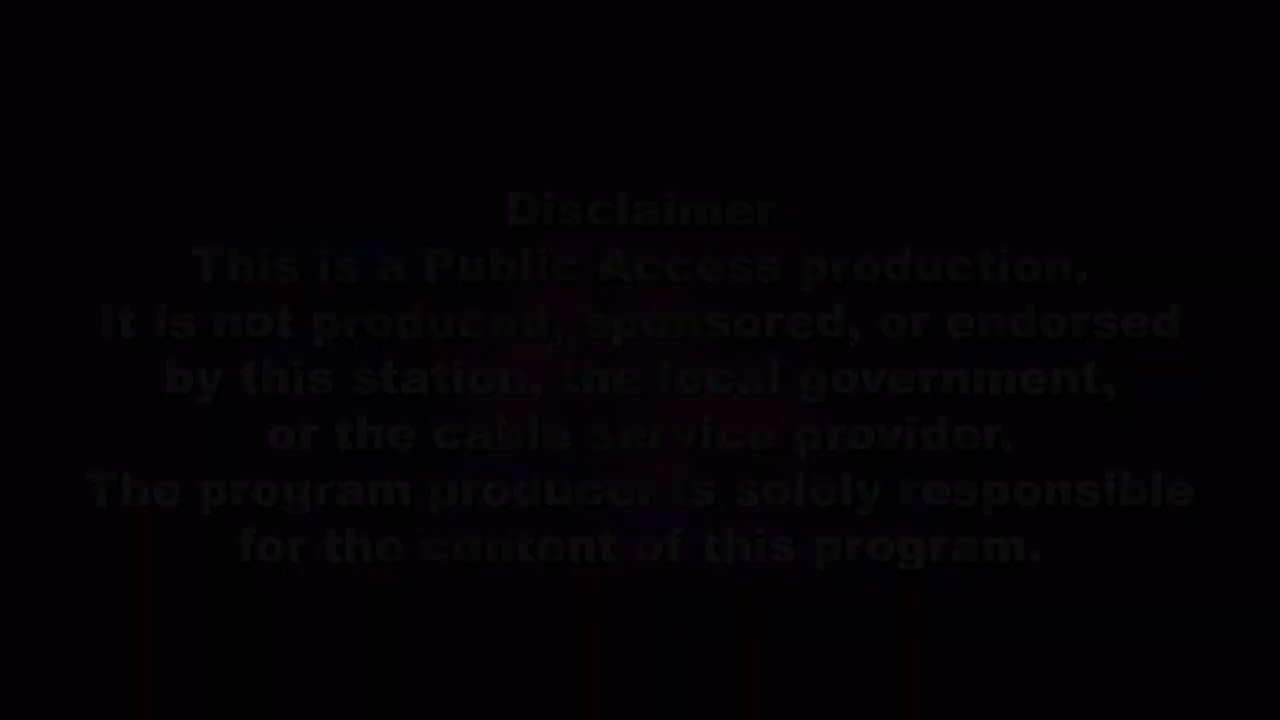 Disclaimer
This is a Public Access production.
It is not produced, sponsored, or endorsed
by this station, the local government,
or the cable service provider.
The program producer is solely responsible
for the content of this program.